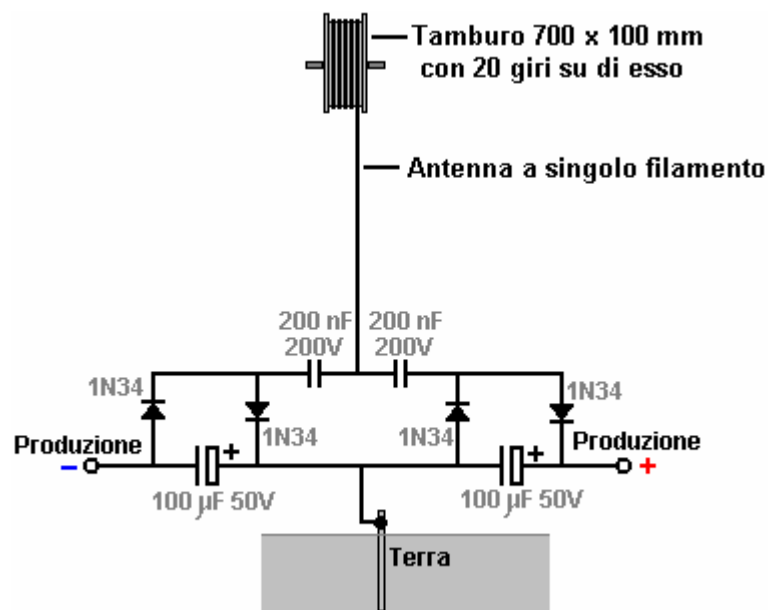 Tamburo 700 x 100 mm
con 20 giri su di esso
Antenna a singolo filamento
200 nF 200 nF
200V 200V
1N34
1N34
1N34
1N34
Produzione
Produzione
- +
+ +
100 µF 50V
100 µF 50V
Terra